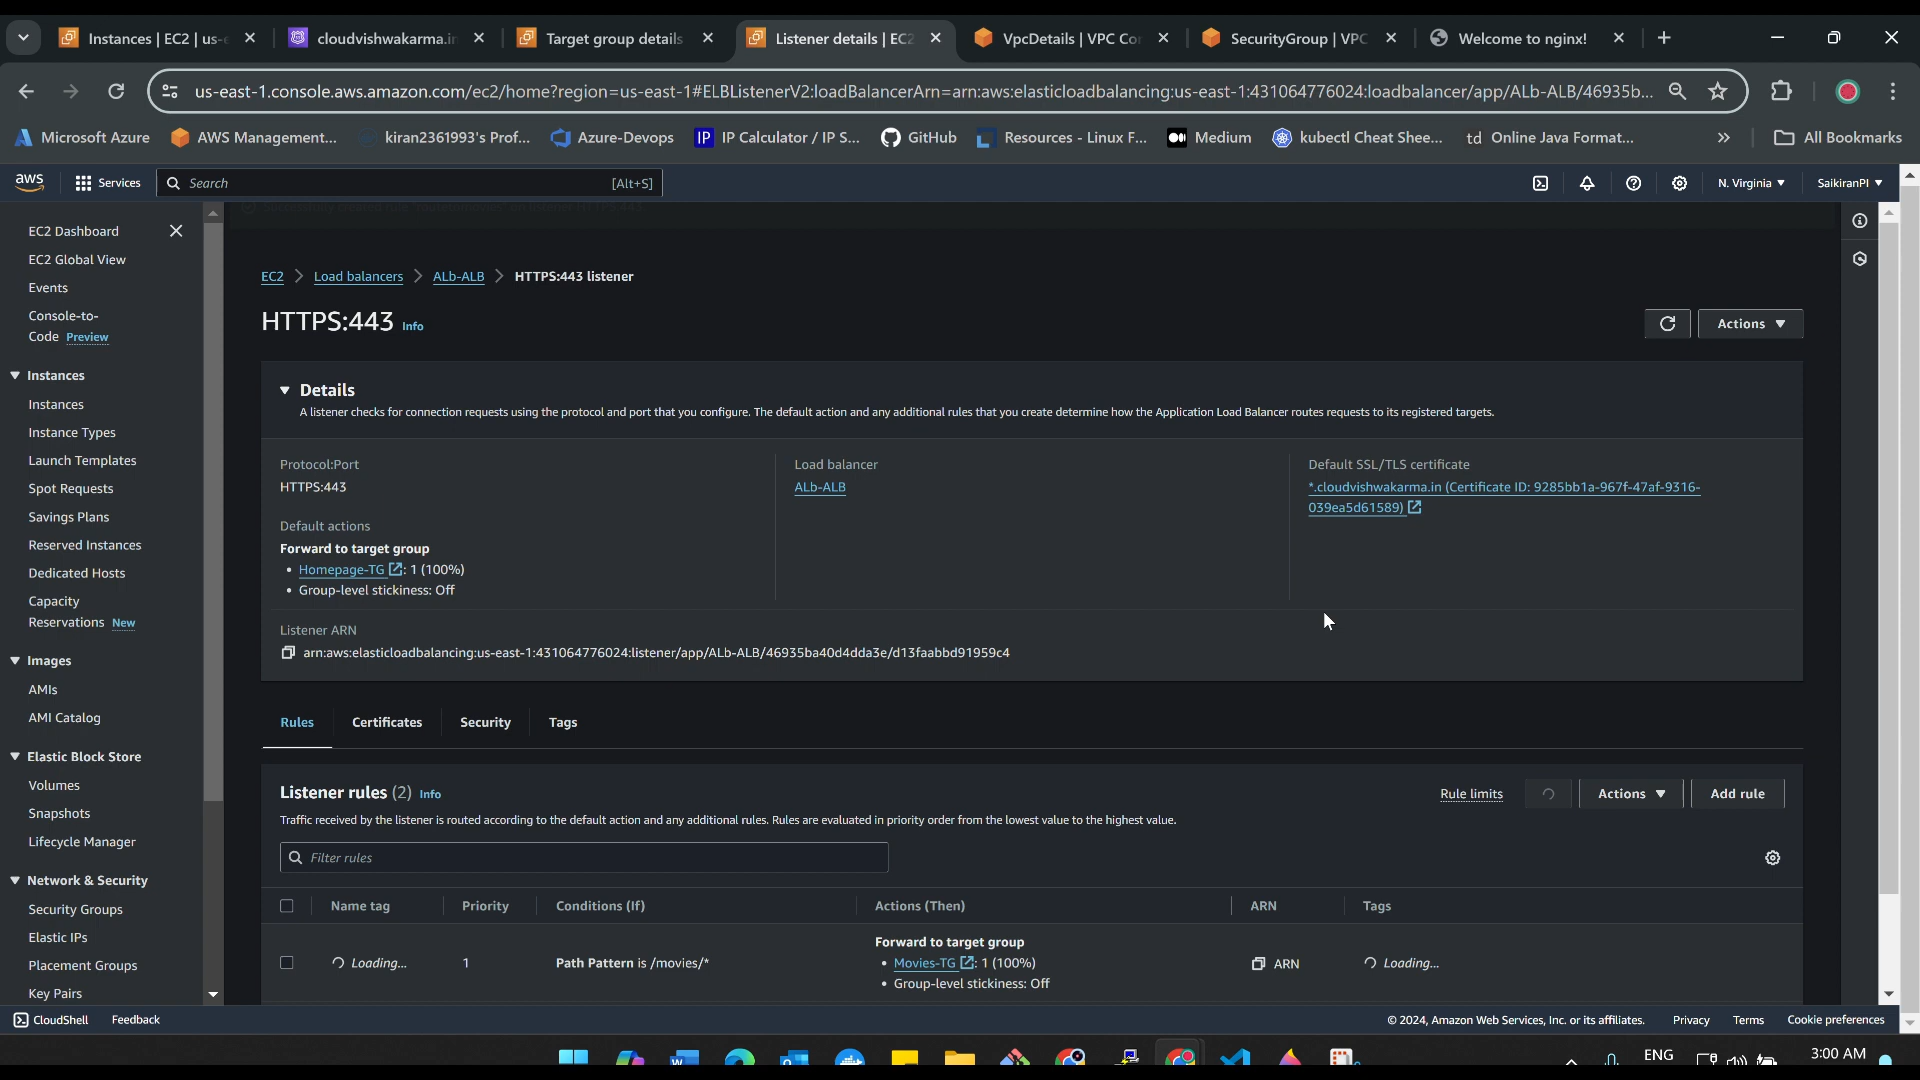 Instances | EC2 | us-e
cloudvishwakarma.in
Target group details
Listener details | EC2
VpcDetails | VPC Con
SecurityGroup | VPC
Welcome to nginx!
us-east-1.console.aws.amazon.com/ec2/home?region=us-east-1#ELBListenerV2:loadBalancerArn=arn:aws:elasticloadbalancing:us-east-1:431064776024:loadbalancer/app/ALb-ALB/46935b...
Microsoft Azure
AWS Management...
kiran2361993's Prof...
Azure-Devops
IP
IP Calculator / IP S...
GitHub
Resources - Linux F...
Medium
kubectl Cheat Shee...
td Online Java Format...
»
All Bookmarks
aws
Services
Search
[Alt+S]
N. Virginia
SaikiranPI
EC2 Dashboard
EC2 Global View
Events
Console-to-
Code Preview
Instances
Instances
Instance Types
Launch Templates
Spot Requests
Savings Plans
Reserved Instances
Dedicated Hosts
Capacity
Reservations New
Images
AMIs
AMI Catalog
Elastic Block Store
Volumes
Snapshots
Lifecycle Manager
Network & Security
Security Groups
Elastic IPs
Placement Groups
Key Pairs
EC2 > Load balancers > ALb-ALB > HTTPS:443 listener
HTTPS:443 Info
Actions
Details
A listener checks for connection requests using the protocol and port that you configure. The default action and any additional rules that you create determine how the Application Load Balancer routes requests to its registered targets.
Protocol:Port
HTTPS:443
Default actions
Forward to target group
• Homepage-TG : 1 (100%)
• Group-level stickiness: Off
Load balancer
ALb-ALB
Default SSL/TLS certificate
*.cloudvishwakarma.in (Certificate ID: 9285bb1a-967f-47af-9316-
039ea5d61589)
Listener ARN
arn:aws:elasticloadbalancing:us-east-1:431064776024:listener/app/ALb-ALB/46935ba40d4dda3e/d13faabbd91959c4
Rules
Certificates
Security
Tags
Listener rules (2) Info
Rule limits
Actions
Add rule
Traffic received by the listener is routed according to the default action and any additional rules. Rules are evaluated in priority order from the lowest value to the highest value.
Filter rules
Name tag
Priority
Conditions (If)
Actions (Then)
ARN
Tags
Loading...
1
Path Pattern is /movies/*
Forward to target group
• Movies-TG : 1 (100%)
• Group-level stickiness: Off
ARN
Loading...
CloudShell
Feedback
© 2024, Amazon Web Services, Inc. or its affiliates.
Privacy
Terms
Cookie preferences
ENG
3:00 AM